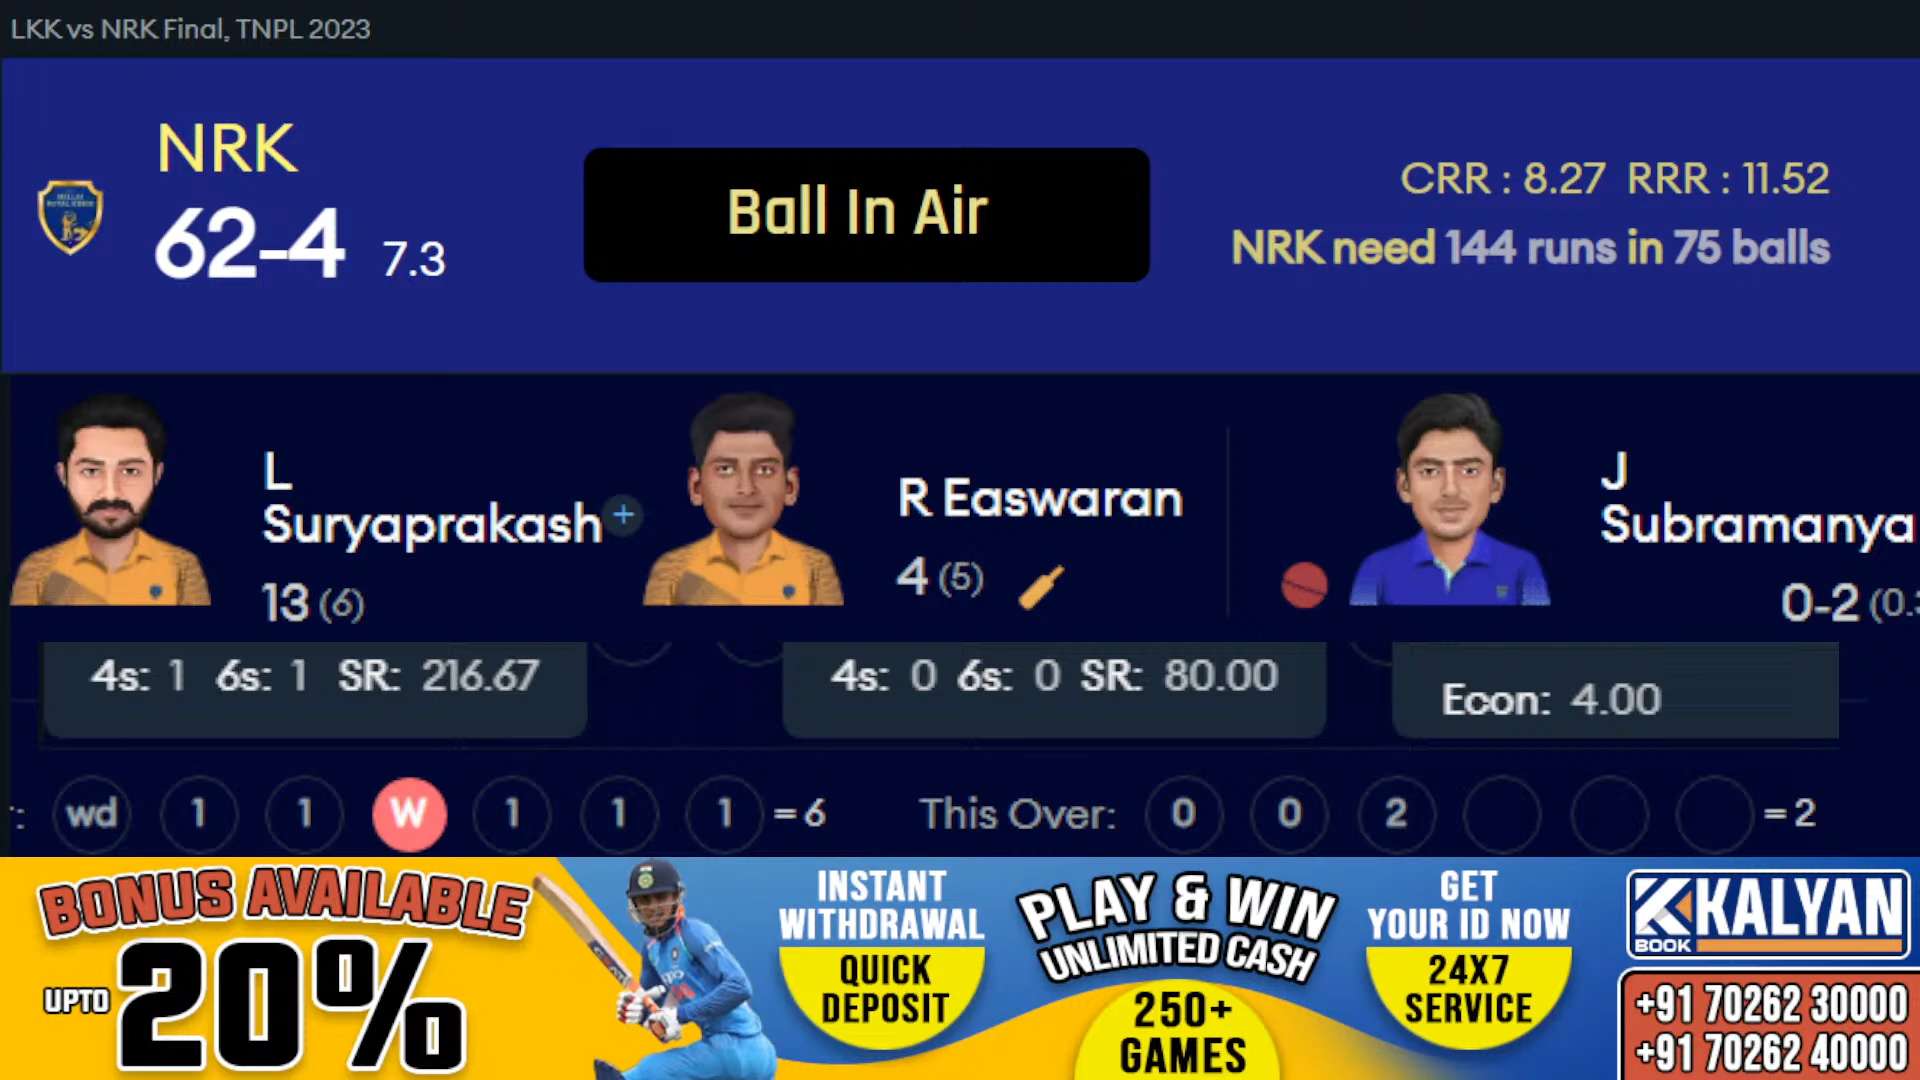 LKK vs NRK Final, TNPL 2023
NRK
62-4 7.3
Ball In Air
CRR : 8.27 RRR : 11.52
NRK need 144 runs in 75 balls
L
Suryaprakash
13 (6)
R Easwaran
4 (5)
J
Subramanya
0-2 (0.3
4s: 1 6s: 1 SR: 216.67
4s: 0 6s: 0 SR: 80.00
Econ: 4.00
wd 1 1 W 1 1 1 = 6
This Over: 0 0 2 = 2
BONUS AVAILABLE
UPTO 20%
INSTANT
WITHDRAWAL
QUICK
DEPOSIT
PLAY & WIN
UNLIMITED CASH
250+
GAMES
GET
YOUR ID NOW
24X7
SERVICE
KALYAN
BOOK
+91 70262 30000
+91 70262 40000